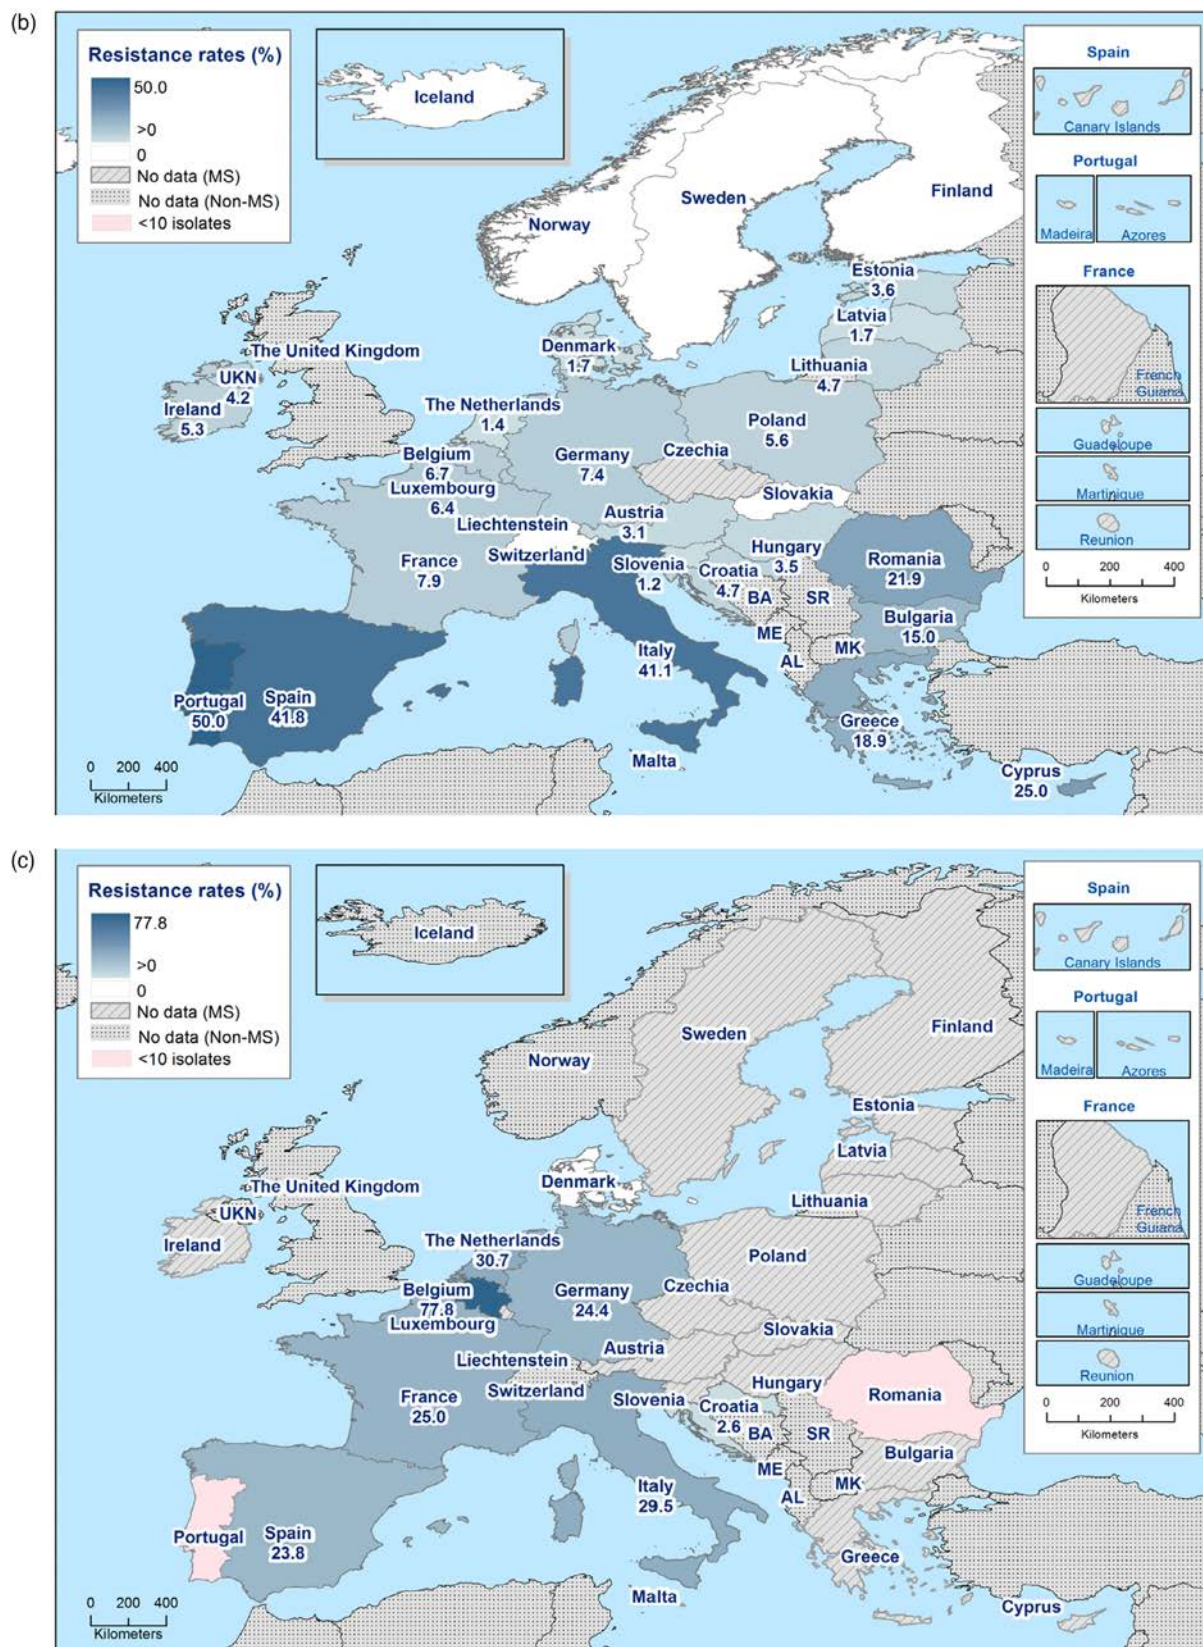 (b)
Resistance rates (%)
50.0
>0
0
No data (MS)
No data (Non-MS)
<10 isolates
Iceland
Norway
Sweden
Finland
Estonia
3.6
Latvia
1.7
Lithuania
4.7
Denmark
1.7
The United Kingdom
UKN
4.2
Ireland
5.3
The Netherlands
1.4
Belgium
6.7
Luxembourg
6.4
Germany
7.4
Poland
5.6
Czechia
Slovakia
Liechtenstein
Austria
3.1
Switzerland
France
7.9
Slovenia
1.2
Croatia
4.7
Hungary
3.5
Romania
21.9
BA
SR
Bulgaria
15.0
ME
MK
AL
Italy
41.1
Portugal
50.0
Spain
41.8
Greece
18.9
Malta
Cyprus
25.0
0 200 400
Kilometers
Spain
Canary Islands
Portugal
Madeira
Azores
France
French
Guiana
Guadeloupe
Martinique
Reunion
0 200 400
Kilometers
(c)
Resistance rates (%)
77.8
>0
0
No data (MS)
No data (Non-MS)
<10 isolates
Iceland
Norway
Sweden
Finland
Estonia
Latvia
Lithuania
Denmark
The United Kingdom
UKN
Ireland
The Netherlands
30.7
Belgium
77.8
Luxembourg
Germany
24.4
Poland
Czechia
Slovakia
Liechtenstein
Austria
Switzerland
France
25.0
Slovenia
Croatia
2.6
Hungary
Romania
BA
SR
Bulgaria
ME
MK
AL
Italy
29.5
Portugal
Spain
23.8
Greece
Malta
Cyprus
0 200 400
Kilometers
Spain
Canary Islands
Portugal
Madeira
Azores
France
French
Guiana
Guadeloupe
Martinique
Reunion
0 200 400
Kilometers